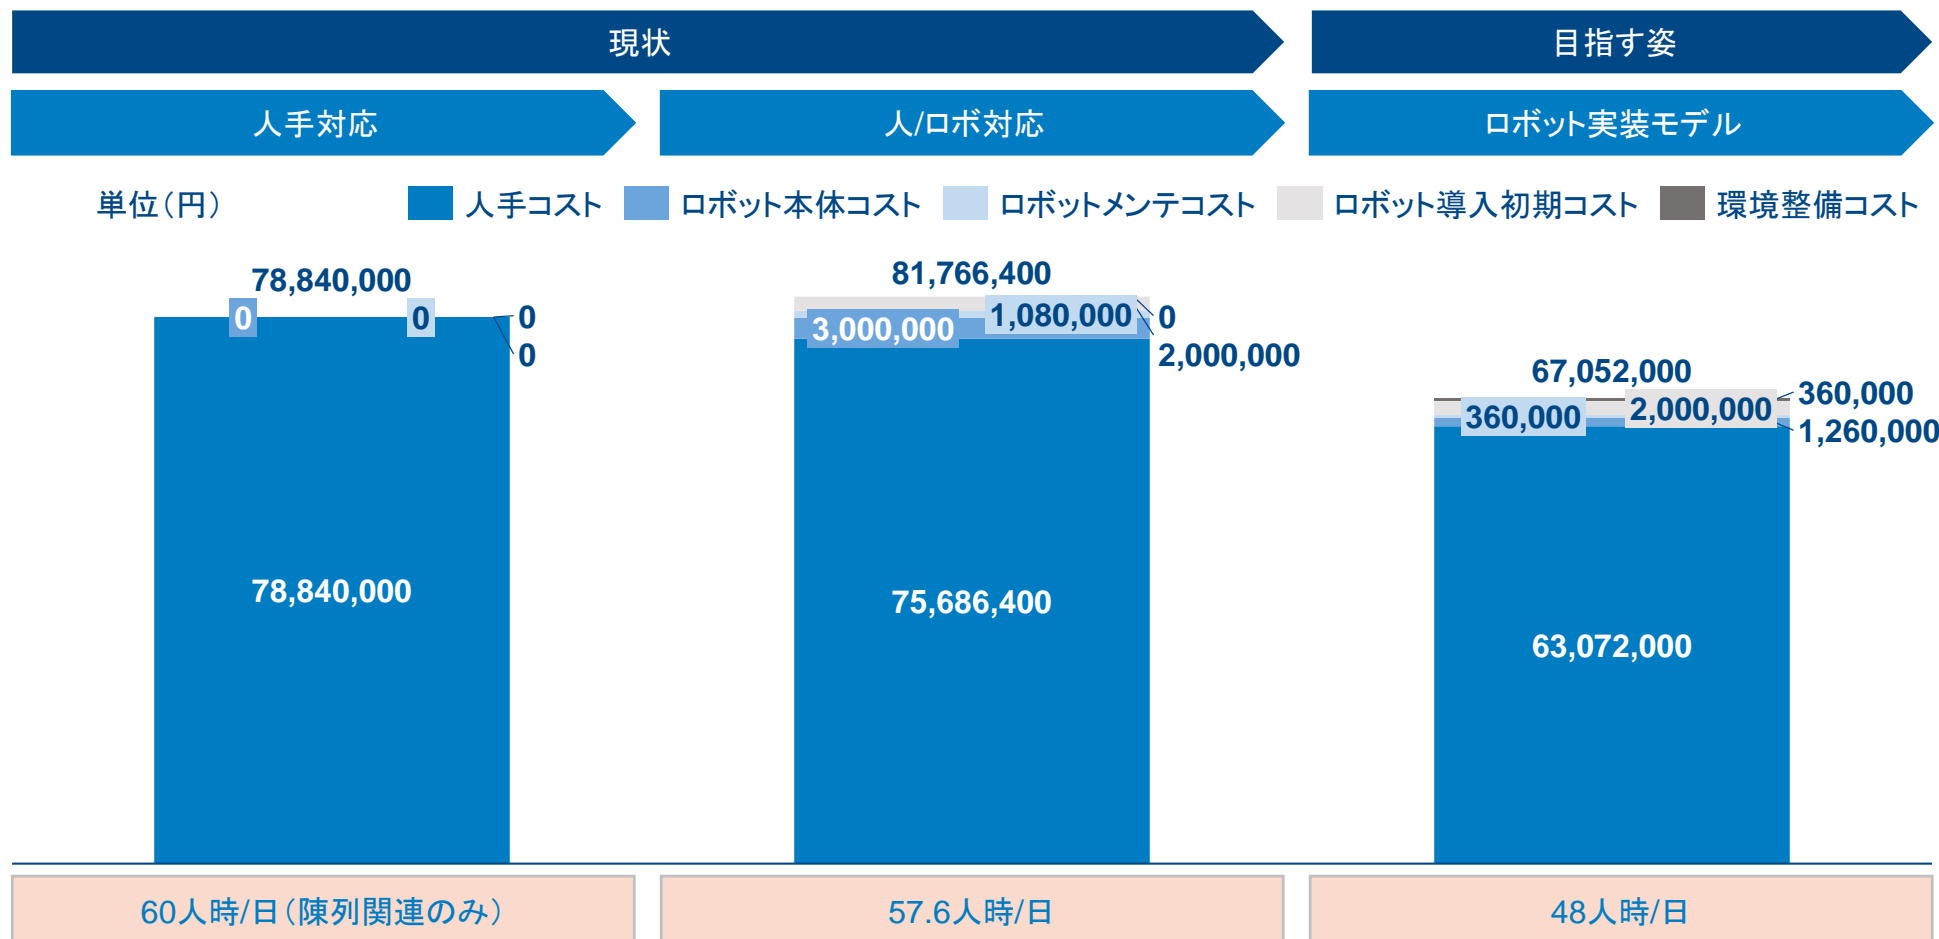 現状
目指す姿
人手対応
人/ロボ対応
ロボット実装モデル
単位(円)
人手コスト
ロボット本体コスト
ロボットメンテコスト
ロボット導入初期コスト
環境整備コスト
78,840,000
0
0
0
0
78,840,000
81,766,400
3,000,000
1,080,000
0
2,000,000
75,686,400
67,052,000
360,000
2,000,000
360,000
1,260,000
63,072,000
60人時/日(陳列関連のみ)
57.6人時/日
48人時/日